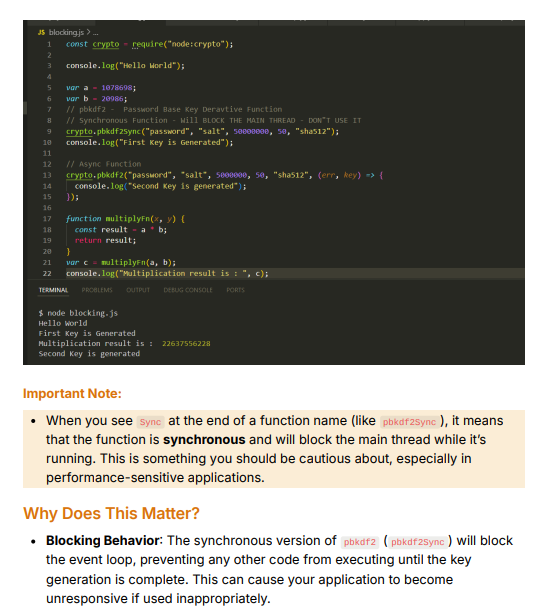 JS blocking.js > ...
1 const crypto = require("node:crypto");
2
3 console.log("Hello World");
4
5 var a = 1078698;
6 var b = 20986;
7 // pbkdf2 - Password Base Key Deravtive Function
8 // Synchronous Function - Will BLOCK THE MAIN THREAD - DON"T USE IT
9 crypto.pbkdf2Sync("password", "salt", 50000000, 50, "sha512");
10 console.log("First Key is Generated");
11
12 // Async Function
13 crypto.pbkdf2("password", "salt", 5000000, 50, "sha512", (err, key) => {
14 console.log("Second Key is generated");
15 });
16
17 function multiplyFn(x, y) {
18 const result = a * b;
19 return result;
20 }
21 var c = multiplyFn(a, b);
22 console.log("Multiplication result is : ", c);
TERMINAL PROBLEMS OUTPUT DEBUG CONSOLE PORTS
$ node blocking.js
Hello World
First Key is Generated
Multiplication result is : 22637556228
Second Key is generated
Important Note:
• When you see Sync at the end of a function name (like pbkdf2Sync), it means
that the function is synchronous and will block the main thread while it's
running. This is something you should be cautious about, especially in
performance-sensitive applications.
Why Does This Matter?
• Blocking Behavior: The synchronous version of pbkdf2 (pbkdf2Sync) will block
the event loop, preventing any other code from executing until the key
generation is complete. This can cause your application to become
unresponsive if used inappropriately.